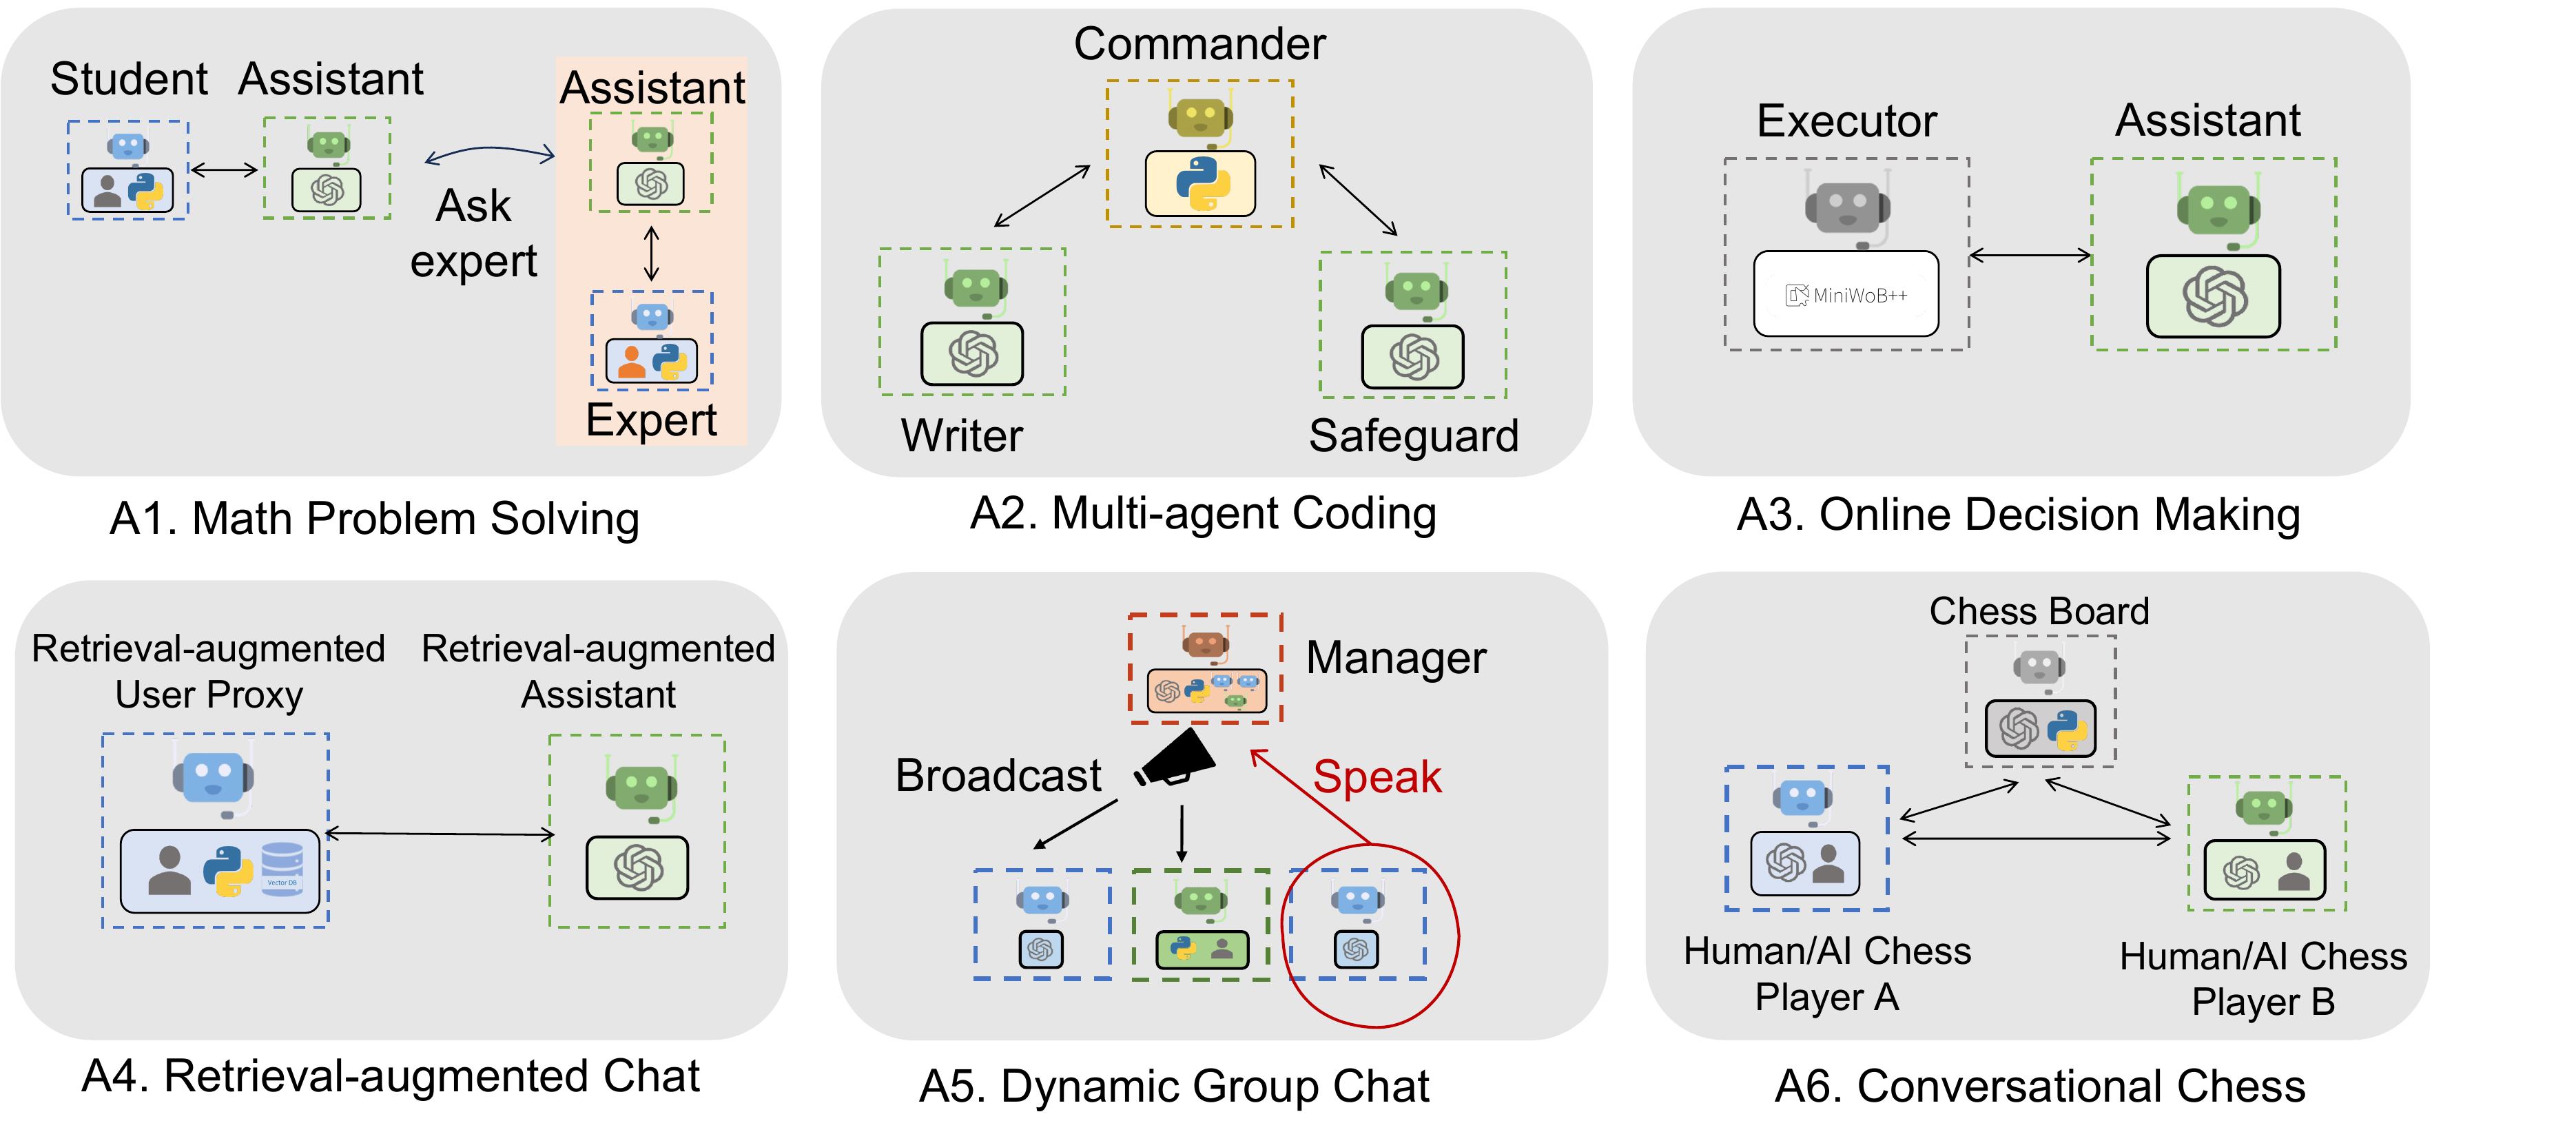 Student
Assistant
Assistant
Ask
expert
Expert
A1. Math Problem Solving
Commander
Writer
Safeguard
A2. Multi-agent Coding
Executor
Assistant
MiniWoB++
A3. Online Decision Making
Retrieval-augmented
User Proxy
Retrieval-augmented
Assistant
Vector DB
A4. Retrieval-augmented Chat
Manager
Broadcast
Speak
A5. Dynamic Group Chat
Chess Board
Human/AI Chess
Player A
Human/AI Chess
Player B
A6. Conversational Chess